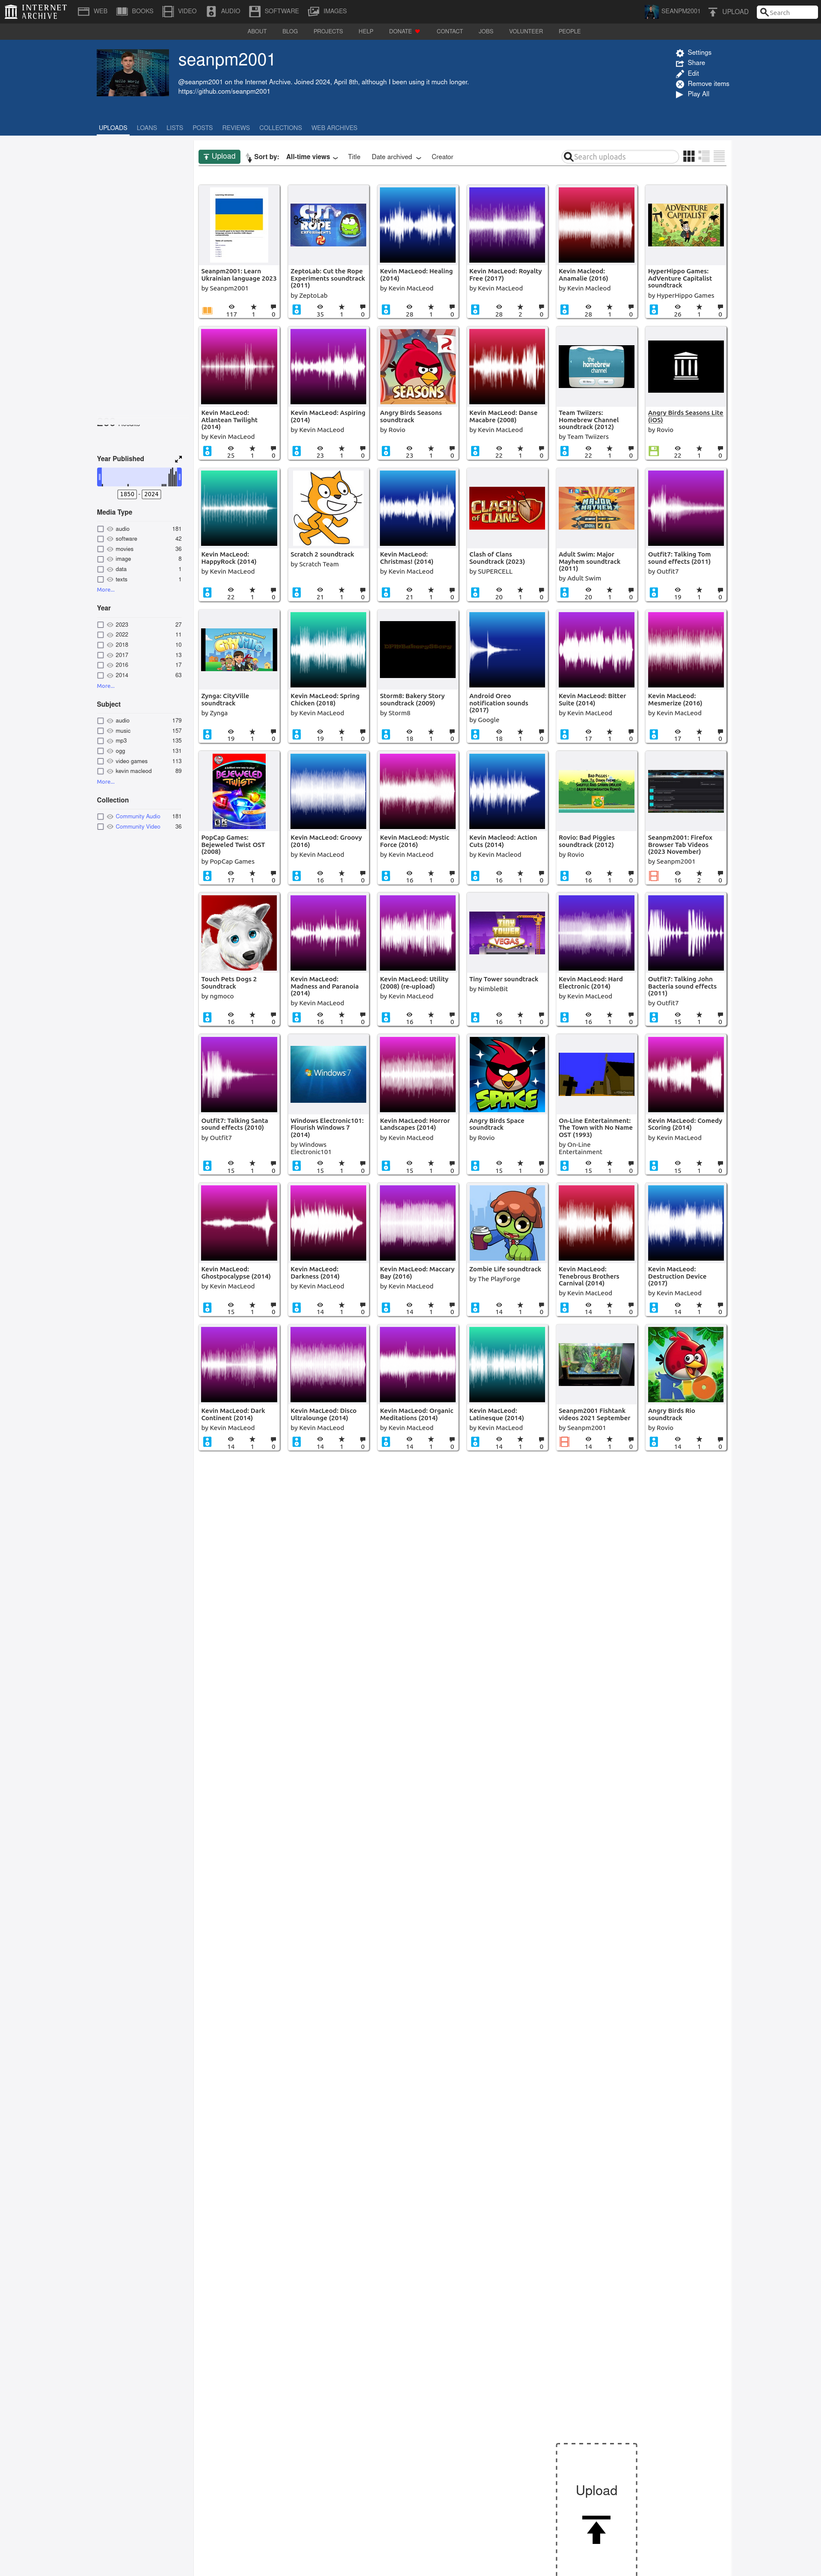 INTERNET ARCHIVE
WEB BOOKS VIDEO AUDIO SOFTWARE IMAGES
SEANPM2001 UPLOAD Search
ABOUT BLOG PROJECTS HELP DONATE CONTACT JOBS VOLUNTEER PEOPLE
seanpm2001
@seanpm2001 on the Internet Archive. Joined 2024, April 8th, although I been using it much longer.
https://github.com/seanpm2001
Settings
Share
Edit
Remove items
Play All
UPLOADS LOANS LISTS POSTS REVIEWS COLLECTIONS WEB ARCHIVES
Upload Sort by: All-time views Title Date archived Creator
Search uploads
Year Published
1850 - 2024
Media Type
audio 181
software 42
movies 36
image 8
data 1
texts 1
More...
Year
2023 27
2022 11
2018 10
2017 13
2016 17
2014 63
More...
Subject
audio 179
music 157
mp3 135
ogg 131
video games 113
kevin macleod 89
More...
Collection
Community Audio 181
Community Video 36
Seanpm2001: Learn Ukrainian language 2023
by Seanpm2001
117 1 0
ZeptoLab: Cut the Rope Experiments soundtrack (2011)
by ZeptoLab
35 1 0
Kevin MacLeod: Healing (2014)
by Kevin MacLeod
28 1 0
Kevin MacLeod: Royalty Free (2017)
by Kevin MacLeod
28 2 0
Kevin Macleod: Anamalie (2016)
by Kevin Macleod
28 1 0
HyperHippo Games: AdVenture Capitalist soundtrack
by HyperHippo Games
26 1 0
Kevin MacLeod: Atlantean Twilight (2014)
by Kevin MacLeod
25 1 0
Kevin MacLeod: Aspiring (2014)
by Kevin MacLeod
23 1 0
Angry Birds Seasons soundtrack
by Rovio
23 1 0
Kevin MacLeod: Danse Macabre (2008)
by Kevin MacLeod
22 1 0
Team Twiizers: Homebrew Channel soundtrack (2012)
by Team Twiizers
22 1 0
Angry Birds Seasons Lite (iOS)
by Rovio
22 1 0
Kevin MacLeod: HappyRock (2014)
by Kevin MacLeod
22 1 0
Scratch 2 soundtrack
by Scratch Team
21 1 0
Kevin MacLeod: Christmas! (2014)
by Kevin MacLeod
21 1 0
Clash of Clans Soundtrack (2023)
by SUPERCELL
20 1 0
Adult Swim: Major Mayhem soundtrack (2011)
by Adult Swim
20 1 0
Outfit7: Talking Tom sound effects (2011)
by Outfit7
19 1 0
Zynga: CityVille soundtrack
by Zynga
19 1 0
Kevin MacLeod: Spring Chicken (2018)
by Kevin MacLeod
19 1 0
Storm8: Bakery Story soundtrack (2009)
by Storm8
18 1 0
Android Oreo notification sounds (2017)
by Google
18 1 0
Kevin MacLeod: Bitter Suite (2014)
by Kevin MacLeod
17 1 0
Kevin MacLeod: Mesmerize (2016)
by Kevin MacLeod
17 1 0
PopCap Games: Bejeweled Twist OST (2008)
by PopCap Games
17 1 0
Kevin MacLeod: Groovy (2016)
by Kevin MacLeod
16 1 0
Kevin MacLeod: Mystic Force (2016)
by Kevin MacLeod
16 1 0
Kevin Macleod: Action Cuts (2014)
by Kevin Macleod
16 1 0
Rovio: Bad Piggies soundtrack (2012)
by Rovio
16 1 0
Seanpm2001: Firefox Browser Tab Videos (2023 November)
by Seanpm2001
16 2 0
Touch Pets Dogs 2 Soundtrack
by ngmoco
16 1 0
Kevin MacLeod: Madness and Paranoia (2014)
by Kevin MacLeod
16 1 0
Kevin MacLeod: Utility (2008) (re-upload)
by Kevin MacLeod
16 1 0
Tiny Tower soundtrack
by NimbleBit
16 1 0
Kevin MacLeod: Hard Electronic (2014)
by Kevin MacLeod
16 1 0
Outfit7: Talking John Bacteria sound effects (2011)
by Outfit7
15 1 0
Outfit7: Talking Santa sound effects (2010)
by Outfit7
15 1 0
Windows Electronic101: Flourish Windows 7 (2014)
by Windows Electronic101
15 1 0
Kevin MacLeod: Horror Landscapes (2014)
by Kevin MacLeod
15 1 0
Angry Birds Space soundtrack
by Rovio
15 1 0
On-Line Entertainment: The Town with No Name OST (1993)
by On-Line Entertainment
15 1 0
Kevin MacLeod: Comedy Scoring (2014)
by Kevin MacLeod
15 1 0
Kevin MacLeod: Ghostpocalypse (2014)
by Kevin MacLeod
15 1 0
Kevin MacLeod: Darkness (2014)
by Kevin MacLeod
14 1 0
Kevin MacLeod: Maccary Bay (2016)
by Kevin MacLeod
14 1 0
Zombie Life soundtrack
by The PlayForge
14 1 0
Kevin MacLeod: Tenebrous Brothers Carnival (2014)
by Kevin MacLeod
14 1 0
Kevin MacLeod: Destruction Device (2017)
by Kevin MacLeod
14 1 0
Kevin MacLeod: Dark Continent (2014)
by Kevin MacLeod
14 1 0
Kevin MacLeod: Disco Ultralounge (2014)
by Kevin MacLeod
14 1 0
Kevin MacLeod: Organic Meditations (2014)
by Kevin MacLeod
14 1 0
Kevin MacLeod: Latinesque (2014)
by Kevin MacLeod
14 1 0
Seanpm2001 Fishtank videos 2021 September
by Seanpm2001
14 1 0
Angry Birds Rio soundtrack
by Rovio
14 1 0
Upload